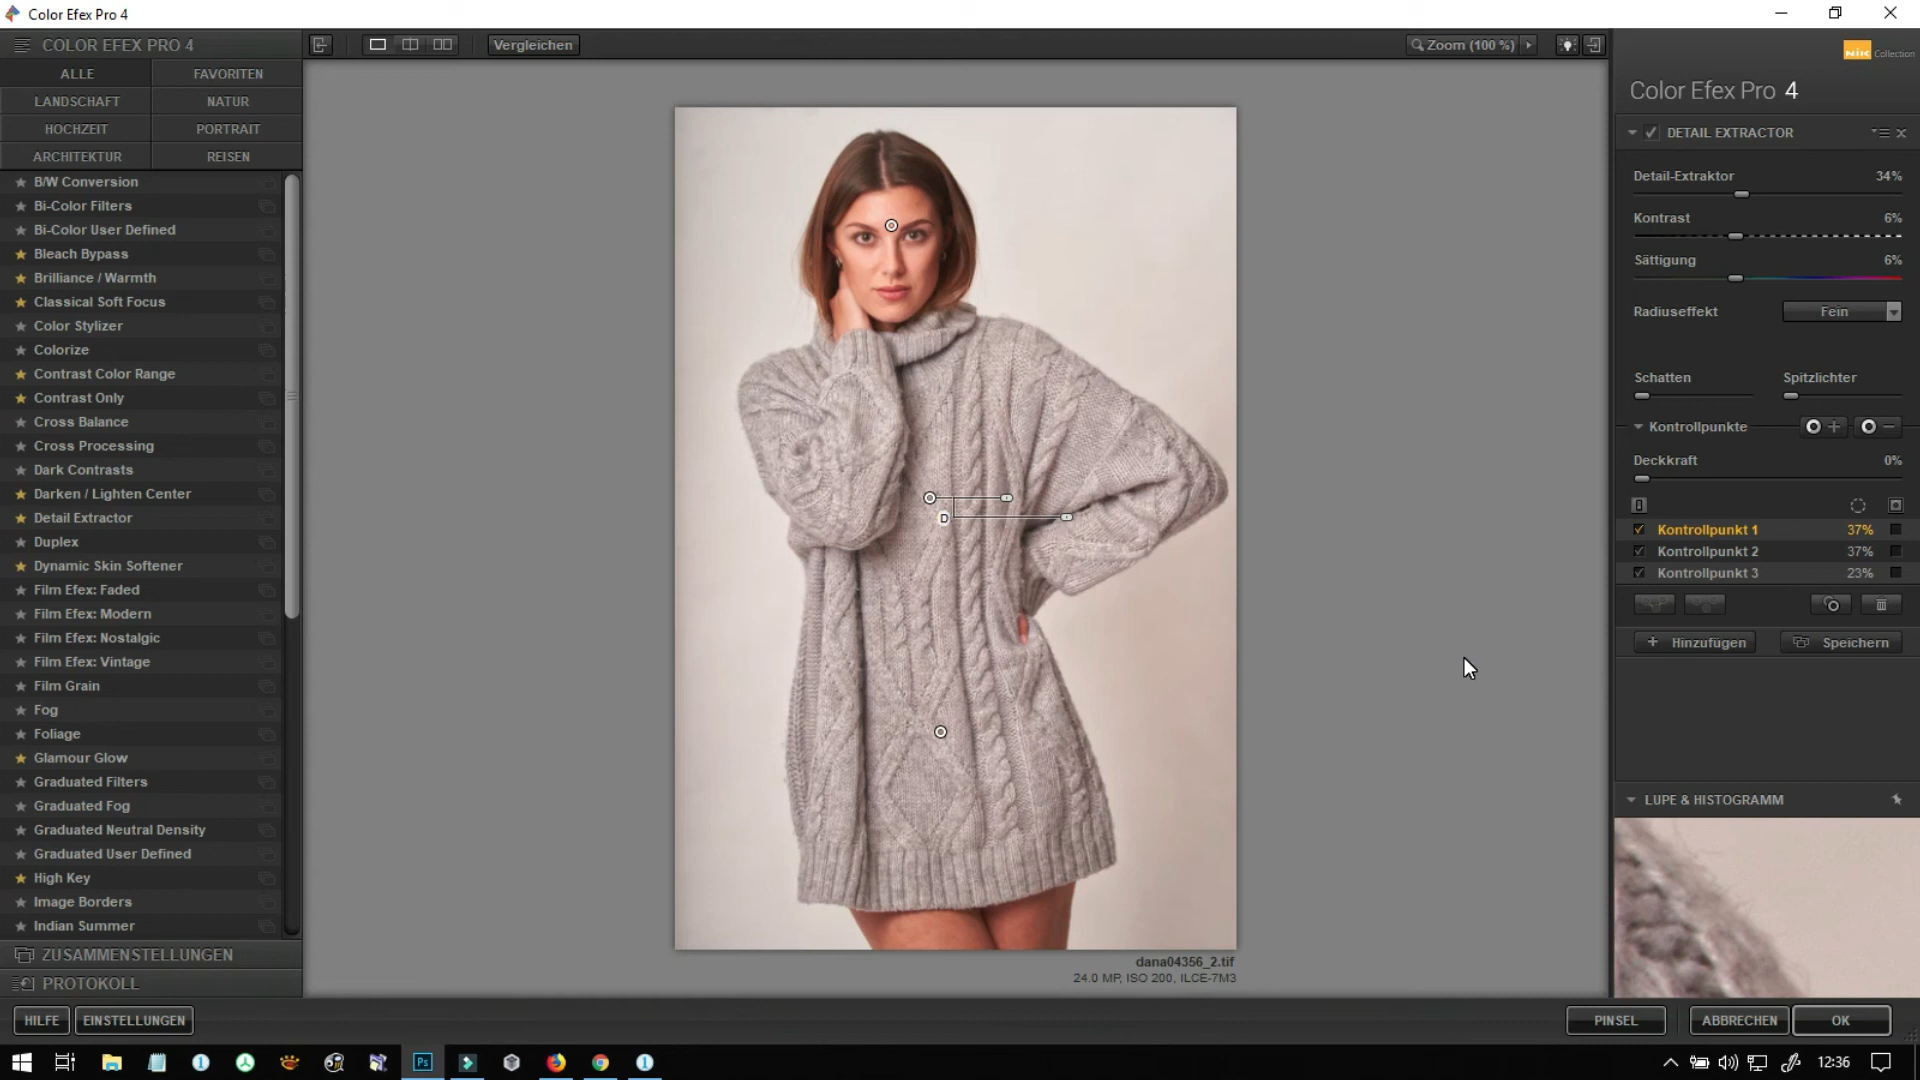 Color Efex Pro 4
COLOR EFEX PRO 4
Vergleichen
Zoom (100 %)
ALLE
FAVORITEN
LANDSCHAFT
NATUR
HOCHZEIT
PORTRAIT
ARCHITEKTUR
REISEN
B/W Conversion
Bi-Color Filters
Bi-Color User Defined
Bleach Bypass
Brilliance / Warmth
Classical Soft Focus
Color Stylizer
Colorize
Contrast Color Range
Contrast Only
Cross Balance
Cross Processing
Dark Contrasts
Darken / Lighten Center
Detail Extractor
Duplex
Dynamic Skin Softener
Film Efex: Faded
Film Efex: Modern
Film Efex: Nostalgic
Film Efex: Vintage
Film Grain
Fog
Foliage
Glamour Glow
Graduated Filters
Graduated Fog
Graduated Neutral Density
Graduated User Defined
High Key
Image Borders
Indian Summer
ZUSAMMENSTELLUNGEN
PROTOKOLL
HILFE
EINSTELLUNGEN
D
dana04356_2.tif
24.0 MP, ISO 200, ILCE-7M3
Nik Collection
Color Efex Pro 4
DETAIL EXTRACTOR
Detail-Extraktor 34%
Kontrast 6%
Sättigung 6%
Radiuseffekt Fein
Schatten Spitzlichter
Kontrollpunkte
Deckkraft 0%
Kontrollpunkt 1 37%
Kontrollpunkt 2 37%
Kontrollpunkt 3 23%
Hinzufügen Speichern
LUPE & HISTOGRAMM
PINSEL
ABBRECHEN
OK
Ps
12:36